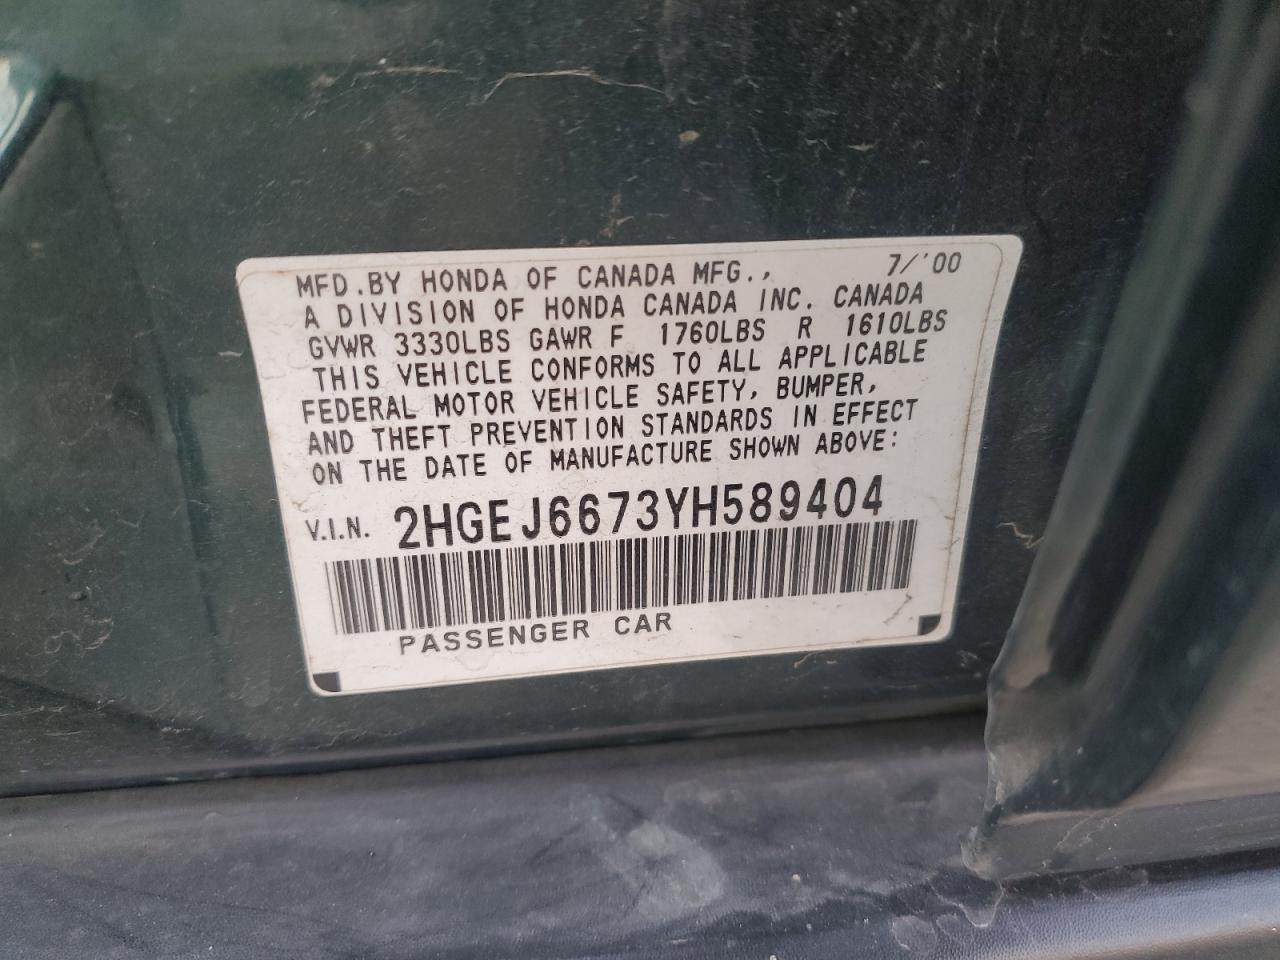 MFD.BY HONDA OF CANADA MFG., 7/'00
A DIVISION OF HONDA CANADA INC. CANADA
GVWR 3330LBS GAWR F 1760LBS R 1610LBS
THIS VEHICLE CONFORMS TO ALL APPLICABLE
FEDERAL MOTOR VEHICLE SAFETY, BUMPER,
AND THEFT PREVENTION STANDARDS IN EFFECT
ON THE DATE OF MANUFACTURE SHOWN ABOVE:
V.I.N. 2HGEJ6673YH589404
PASSENGER CAR